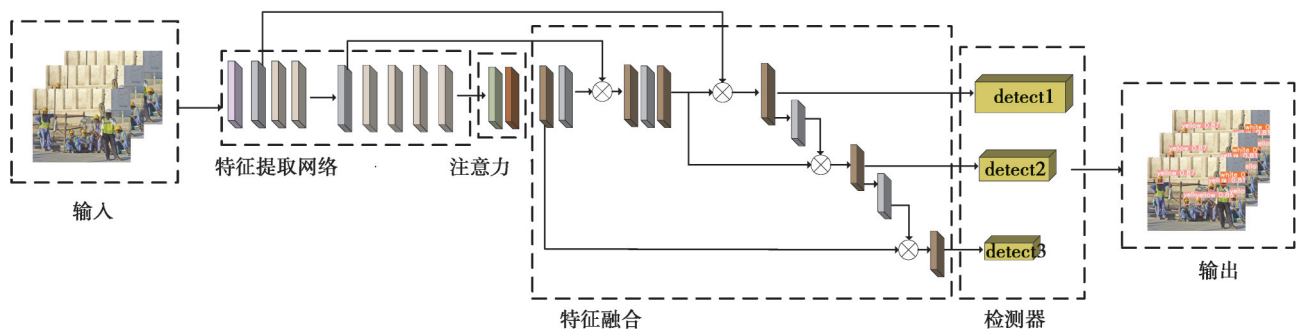 输入
特征提取网络
注意力
特征融合
detect1
detect2
detect3
检测器
输出